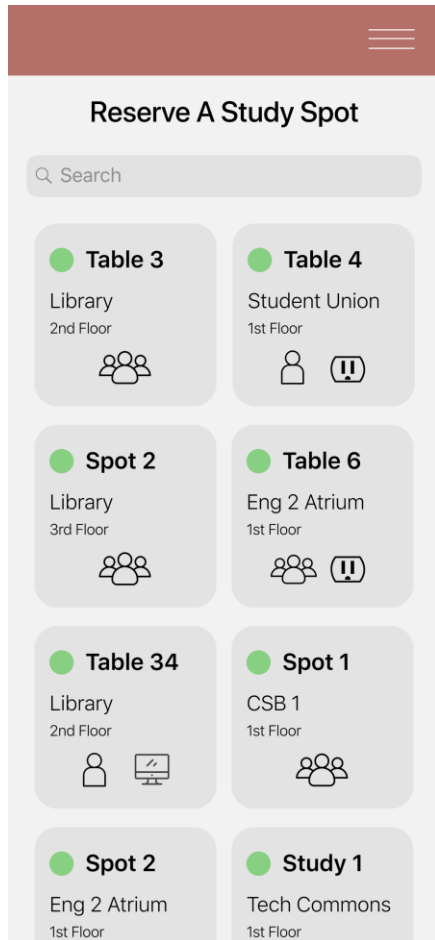 Reserve A Study Spot
Search
Table 3
Library
2nd Floor
Table 4
Student Union
1st Floor
Spot 2
Library
3rd Floor
Table 6
Eng 2 Atrium
1st Floor
Table 34
Library
2nd Floor
Spot 1
CSB 1
1st Floor
Spot 2
Eng 2 Atrium
1st Floor
Study 1
Tech Commons
1st Floor